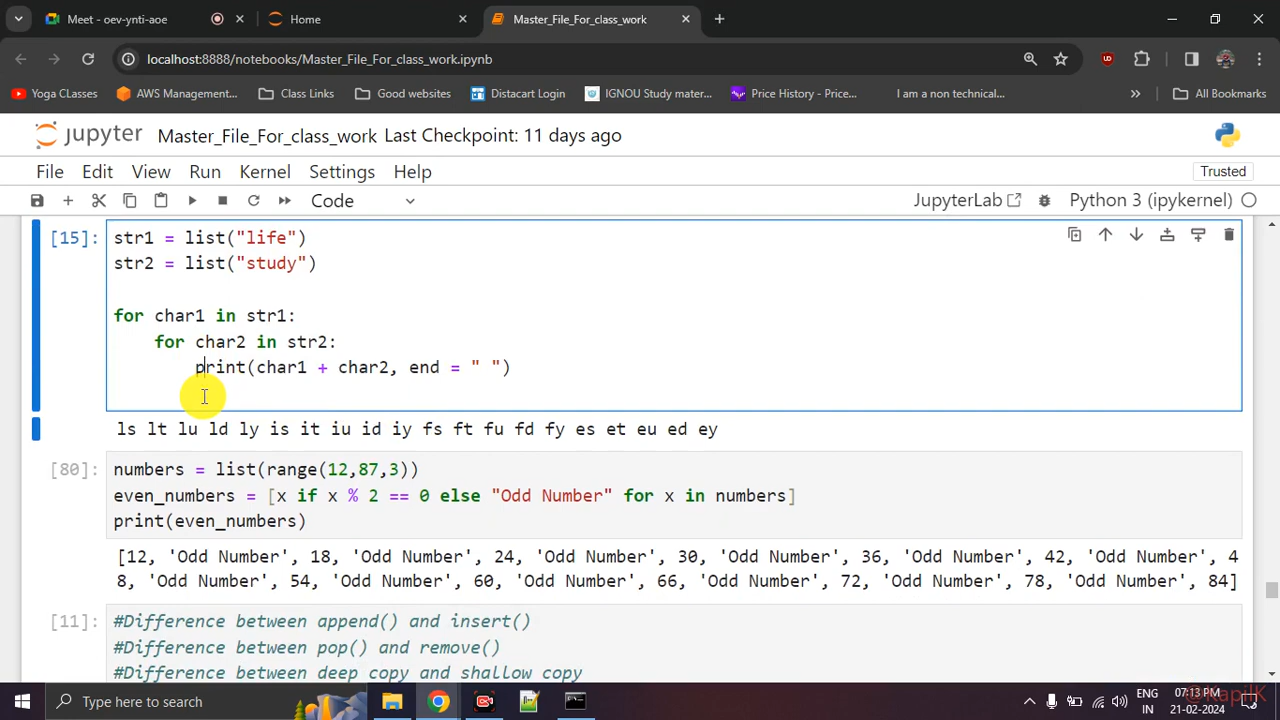 Meet - oev-ynti-aoe
Home
Master_File_For_class_work
localhost:8888/notebooks/Master_File_For_class_work.ipynb
Yoga CLasses
AWS Management...
Class Links
Good websites
Distacart Login
IGNOU Study mater...
Price History - Price...
I am a non technical...
All Bookmarks
jupyter Master_File_For_class_work Last Checkpoint: 11 days ago
File Edit View Run Kernel Settings Help
Trusted
Code
JupyterLab
Python 3 (ipykernel)
[15]:
str1 = list("life")
str2 = list("study")
for char1 in str1:
for char2 in str2:
print(char1 + char2, end = " ")
ls lt lu ld ly is it iu id iy fs ft fu fd fy es et eu ed ey
[80]:
numbers = list(range(12,87,3))
even_numbers = [x if x % 2 == 0 else "Odd Number" for x in numbers]
print(even_numbers)
[12, 'Odd Number', 18, 'Odd Number', 24, 'Odd Number', 30, 'Odd Number', 36, 'Odd Number', 42, 'Odd Number', 4
8, 'Odd Number', 54, 'Odd Number', 60, 'Odd Number', 66, 'Odd Number', 72, 'Odd Number', 78, 'Odd Number', 84]
[11]:
#Difference between append() and insert()
#Difference between pop() and remove()
#Difference between deep copy and shallow copy
Type here to search
ENG
IN
07:13 PM
21-02-2024
@KapilK